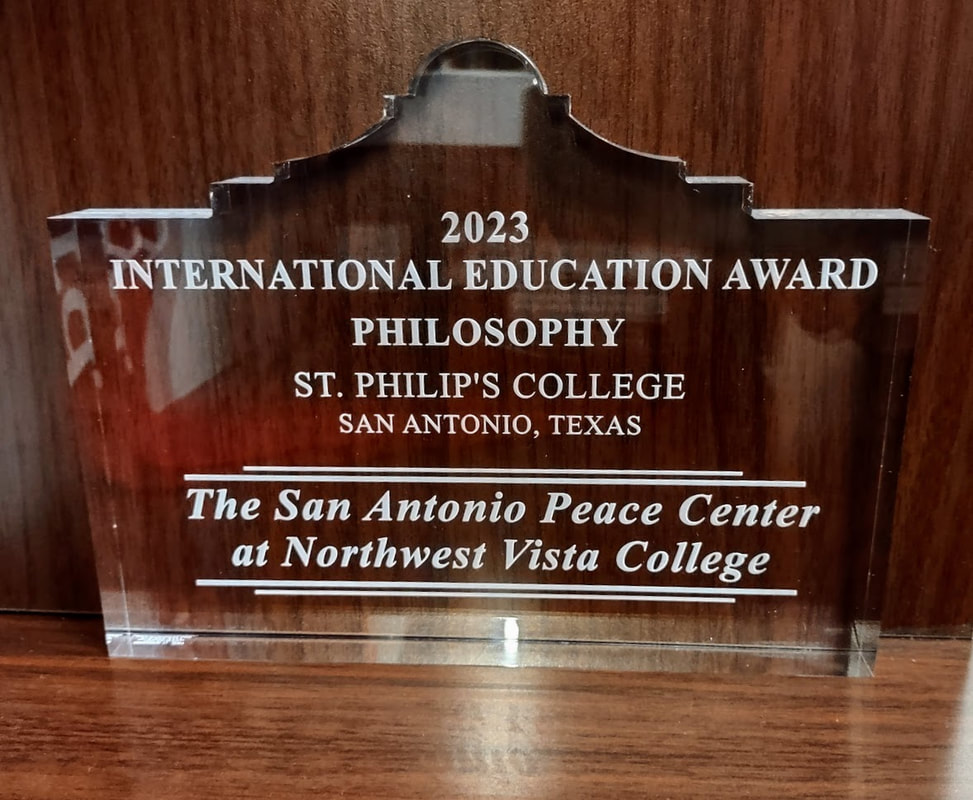 2023
INTERNATIONAL EDUCATION AWARD
PHILOSOPHY
ST. PHILIP'S COLLEGE
SAN ANTONIO, TEXAS
The San Antonio Peace Center
at Northwest Vista College